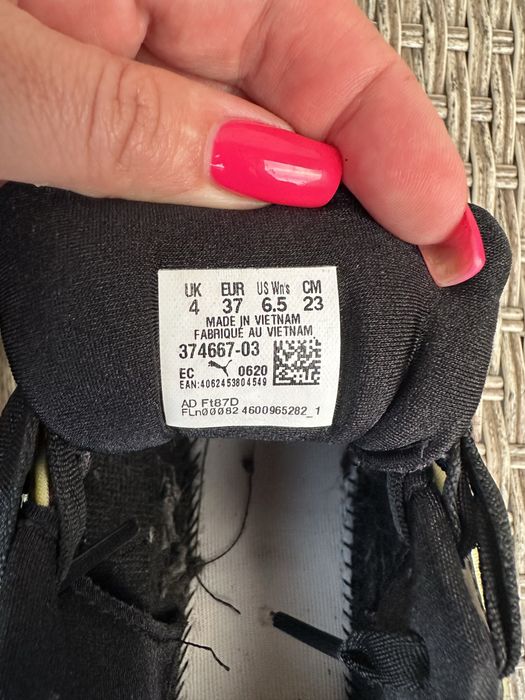 UK EUR US Wn's CM
4 37 6.5 23
MADE IN VIETNAM
FABRIQUÉ AU VIETNAM
374667-03
EC 0620
EAN:4062453804549
AD Ft87D
FLn00082 4600965282_1